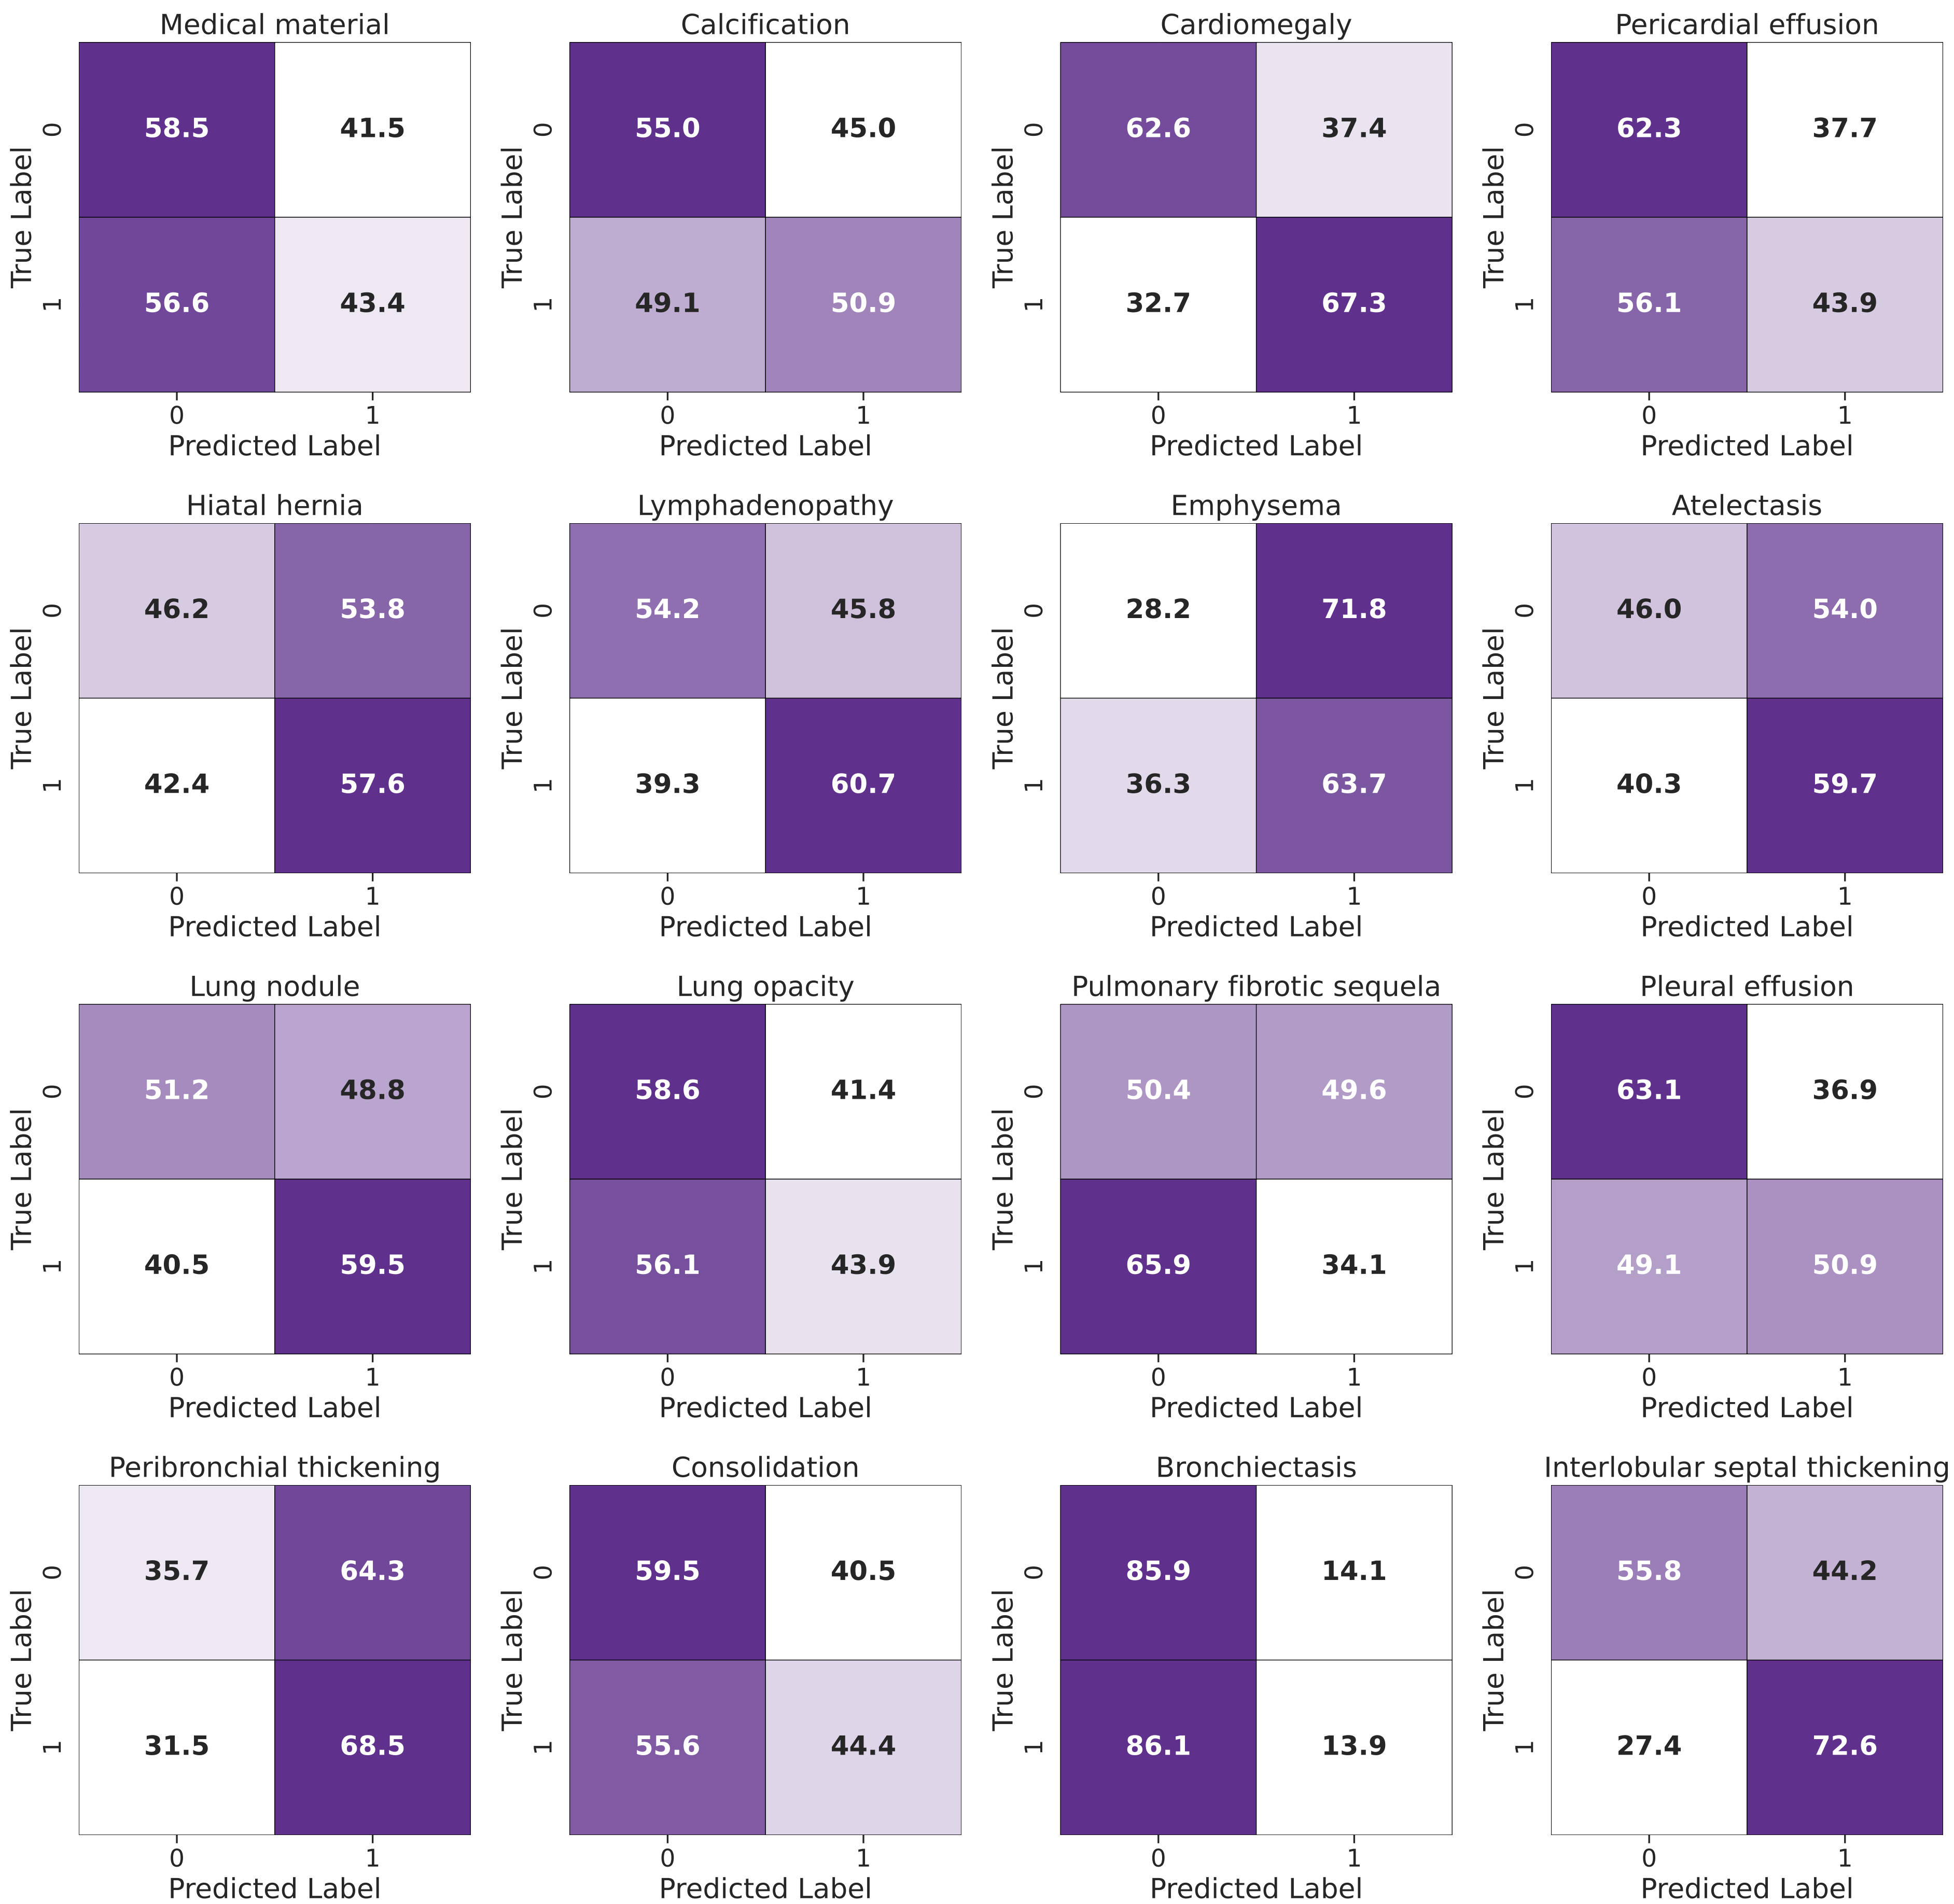 Medical material
58.5 41.5
56.6 43.4
0 1
0 1
True Label
Predicted Label
Calcification
55.0 45.0
49.1 50.9
0 1
0 1
True Label
Predicted Label
Cardiomegaly
62.6 37.4
32.7 67.3
0 1
0 1
True Label
Predicted Label
Pericardial effusion
62.3 37.7
56.1 43.9
0 1
0 1
True Label
Predicted Label
Hiatal hernia
46.2 53.8
42.4 57.6
0 1
0 1
True Label
Predicted Label
Lymphadenopathy
54.2 45.8
39.3 60.7
0 1
0 1
True Label
Predicted Label
Emphysema
28.2 71.8
36.3 63.7
0 1
0 1
True Label
Predicted Label
Atelectasis
46.0 54.0
40.3 59.7
0 1
0 1
True Label
Predicted Label
Lung nodule
51.2 48.8
40.5 59.5
0 1
0 1
True Label
Predicted Label
Lung opacity
58.6 41.4
56.1 43.9
0 1
0 1
True Label
Predicted Label
Pulmonary fibrotic sequela
50.4 49.6
65.9 34.1
0 1
0 1
True Label
Predicted Label
Pleural effusion
63.1 36.9
49.1 50.9
0 1
0 1
True Label
Predicted Label
Peribronchial thickening
35.7 64.3
31.5 68.5
0 1
0 1
True Label
Predicted Label
Consolidation
59.5 40.5
55.6 44.4
0 1
0 1
True Label
Predicted Label
Bronchiectasis
85.9 14.1
86.1 13.9
0 1
0 1
True Label
Predicted Label
Interlobular septal thickening
55.8 44.2
27.4 72.6
0 1
0 1
True Label
Predicted Label